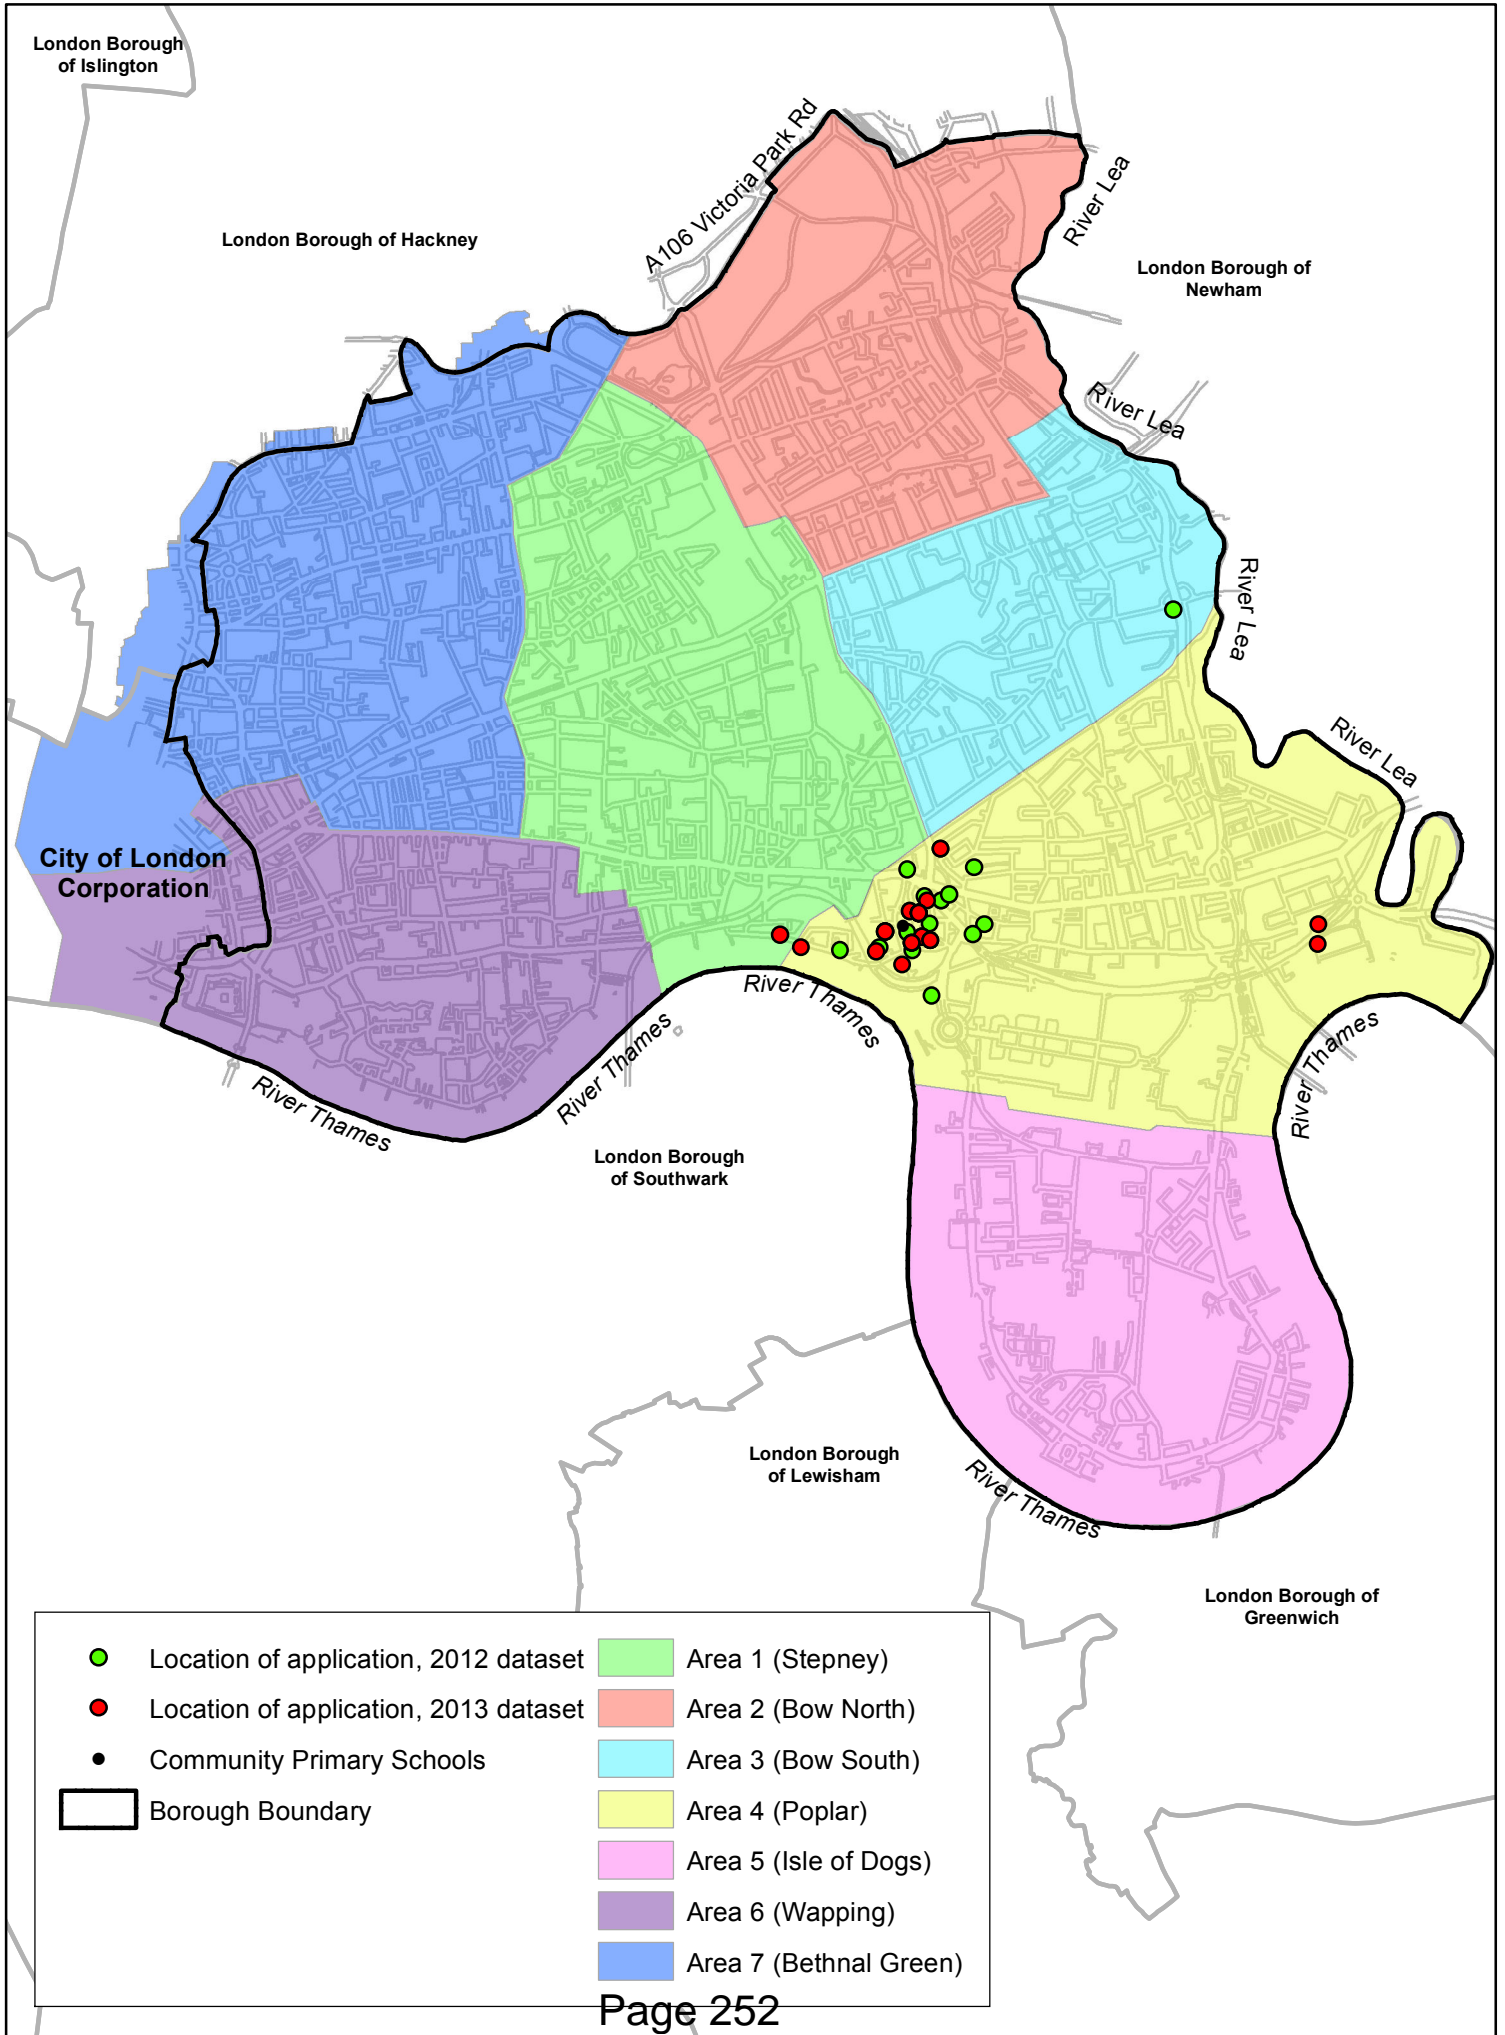 London Borough
of Islington
A106 Victoria Park Rd
River Lea
London Borough of Hackney
London Borough of
Newham
River Lea
River Lea
River Lea
City of London
Corporation
River Thames
River Thames
River Thames
River Thames
London Borough
of Southwark
London Borough
of Lewisham
River Thames
London Borough of
Greenwich
Location of application, 2012 dataset
Location of application, 2013 dataset
Community Primary Schools
Borough Boundary
Area 1 (Stepney)
Area 2 (Bow North)
Area 3 (Bow South)
Area 4 (Poplar)
Area 5 (Isle of Dogs)
Area 6 (Wapping)
Area 7 (Bethnal Green)
Page 252